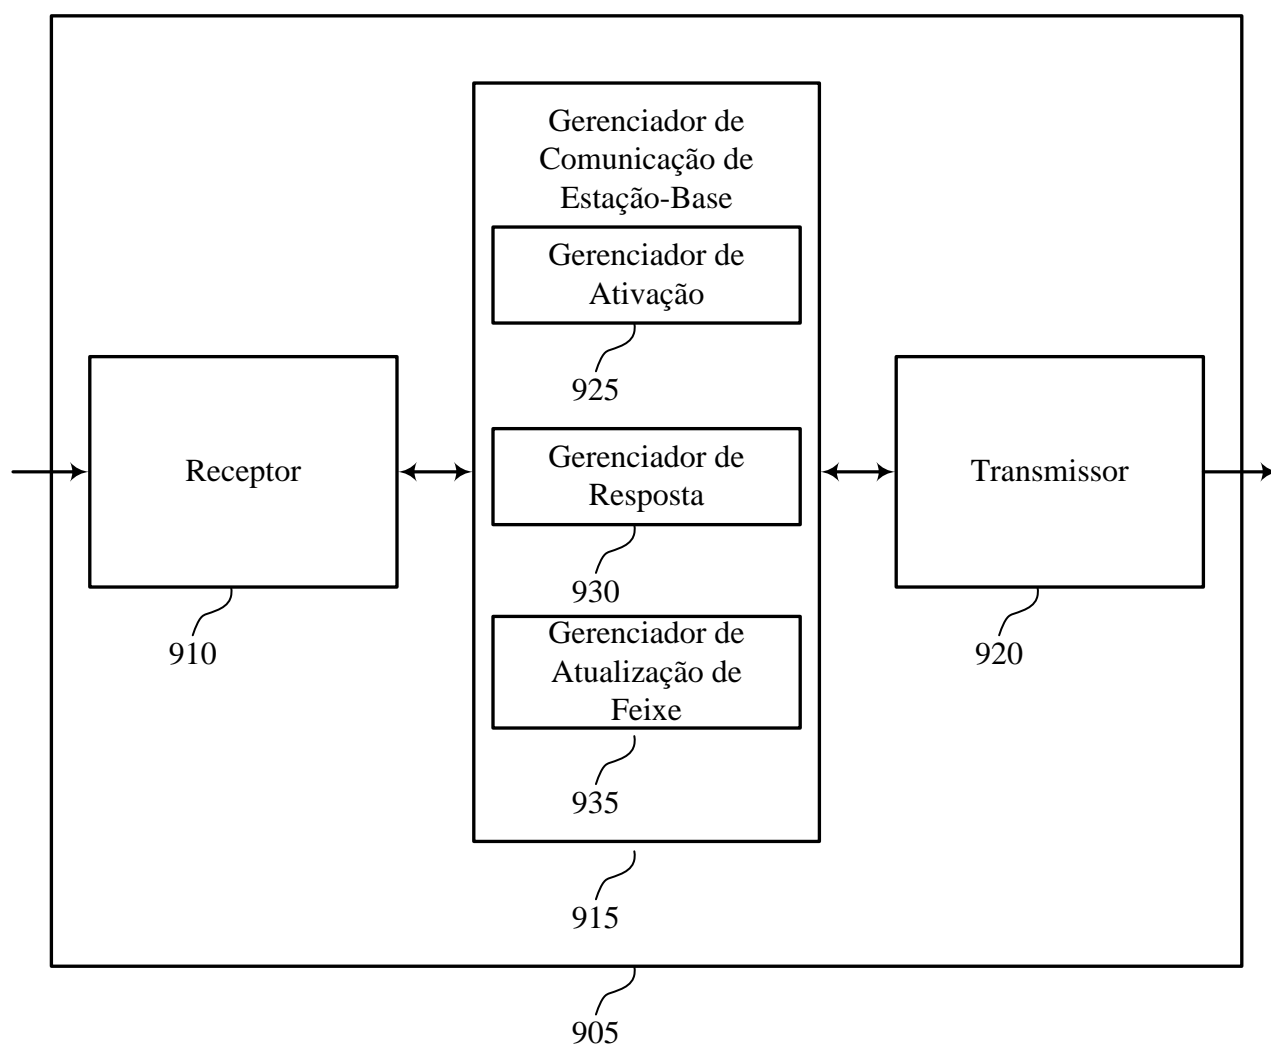 Gerenciador de
Comunicação de
Estação-Base
Gerenciador de
Ativação
925
Receptor
910
Gerenciador de
Resposta
930
Transmissor
920
Gerenciador de
Atualização de
Feixe
935
915
905